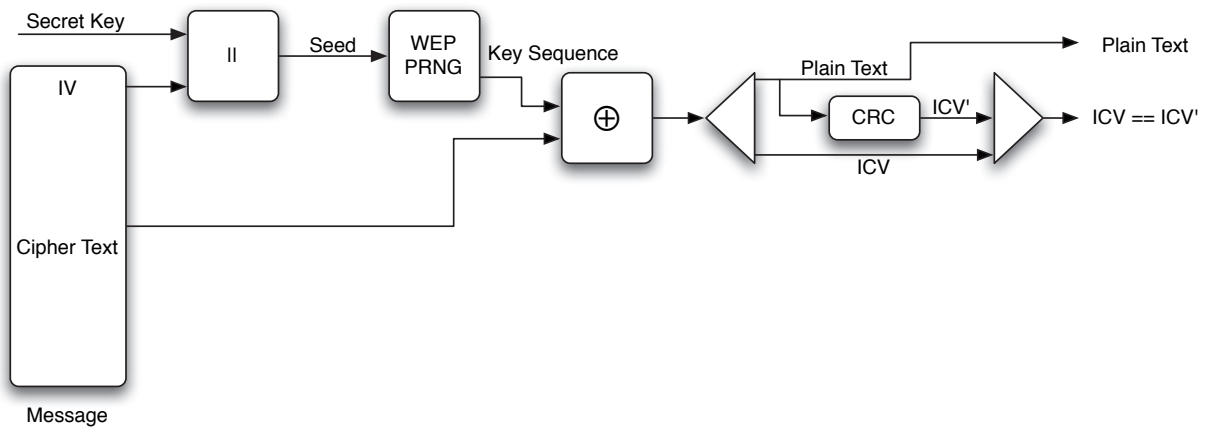 Secret Key
IV
Cipher Text
Message
||
Seed
WEP
PRNG
Key Sequence
⊕
Plain Text
CRC
ICV'
ICV
Plain Text
ICV == ICV'